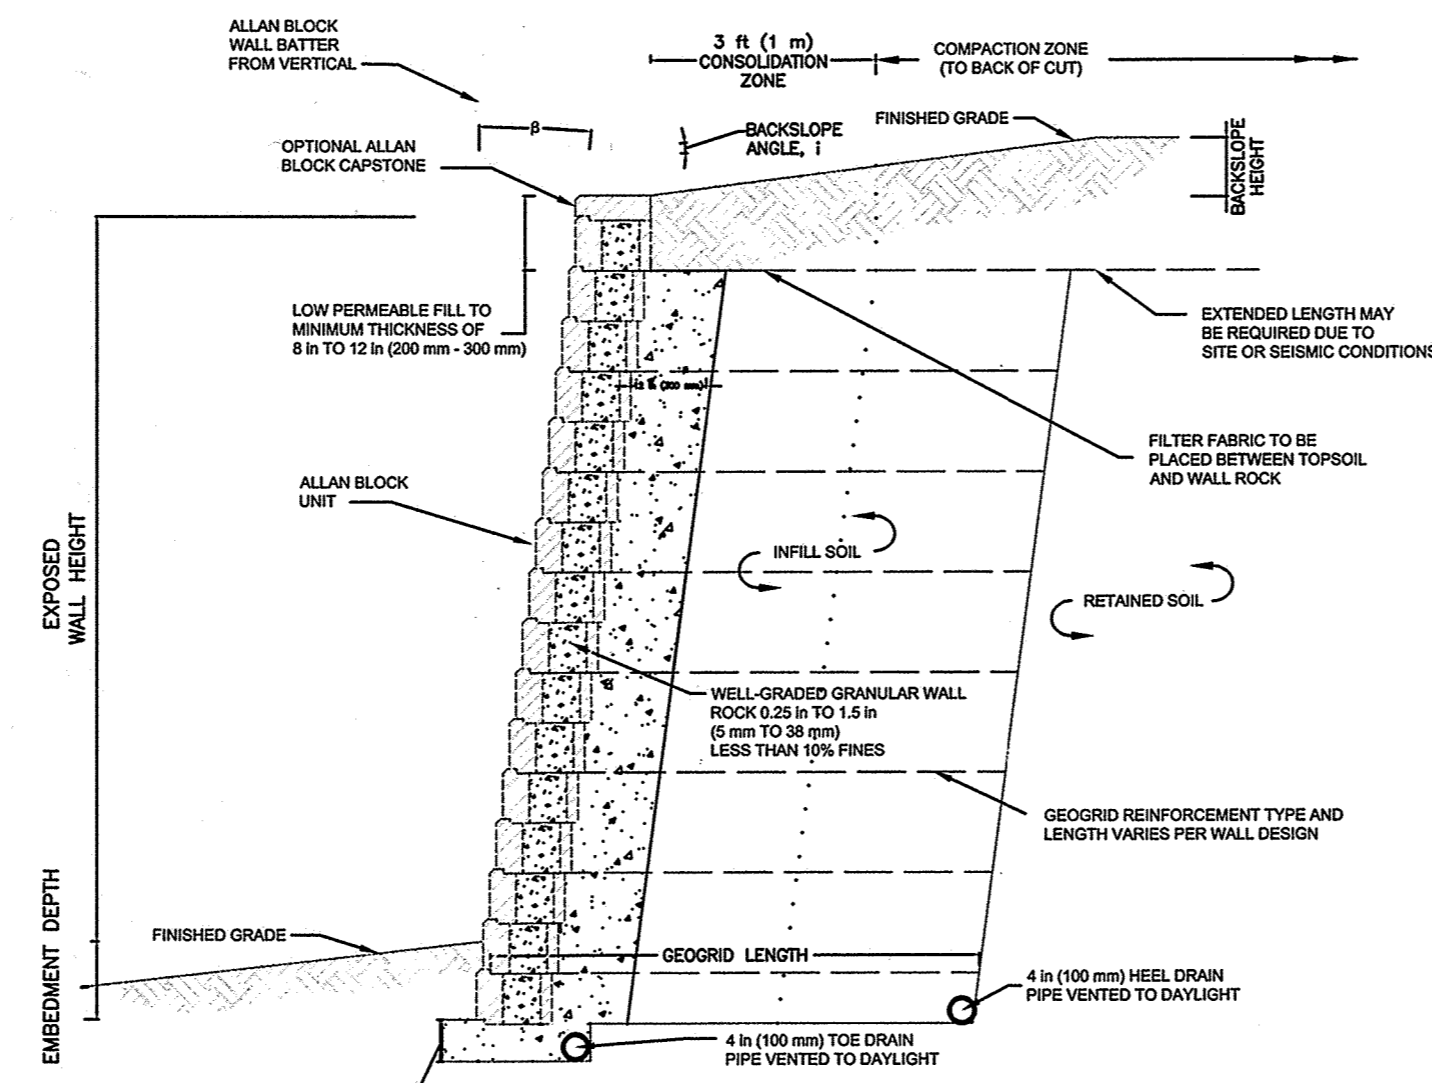 ALLAN BLOCK
WALL BATTER
FROM VERTICAL
3 ft (1 m)
CONSOLIDATION
ZONE
COMPACTION ZONE
(TO BACK OF CUT)
β
BACKSLOPE
ANGLE, i
FINISHED GRADE
BACKSLOPE
HEIGHT
OPTIONAL ALLAN
BLOCK CAPSTONE
LOW PERMEABLE FILL TO
MINIMUM THICKNESS OF
8 in TO 12 in (200 mm - 300 mm)
EXTENDED LENGTH MAY
BE REQUIRED DUE TO
SITE OR SEISMIC CONDITIONS
12 in (300 mm)
FILTER FABRIC TO BE
PLACED BETWEEN TOPSOIL
AND WALL ROCK
ALLAN BLOCK
UNIT
INFILL SOIL
RETAINED SOIL
EXPOSED
WALL HEIGHT
WELL-GRADED GRANULAR WALL
ROCK 0.25 in TO 1.5 in
(5 mm TO 38 mm)
LESS THAN 10% FINES
GEOGRID REINFORCEMENT TYPE AND
LENGTH VARIES PER WALL DESIGN
EMBEDMENT DEPTH
FINISHED GRADE
GEOGRID LENGTH
4 in (100 mm) HEEL DRAIN
PIPE VENTED TO DAYLIGHT
4 in (100 mm) TOE DRAIN
PIPE VENTED TO DAYLIGHT